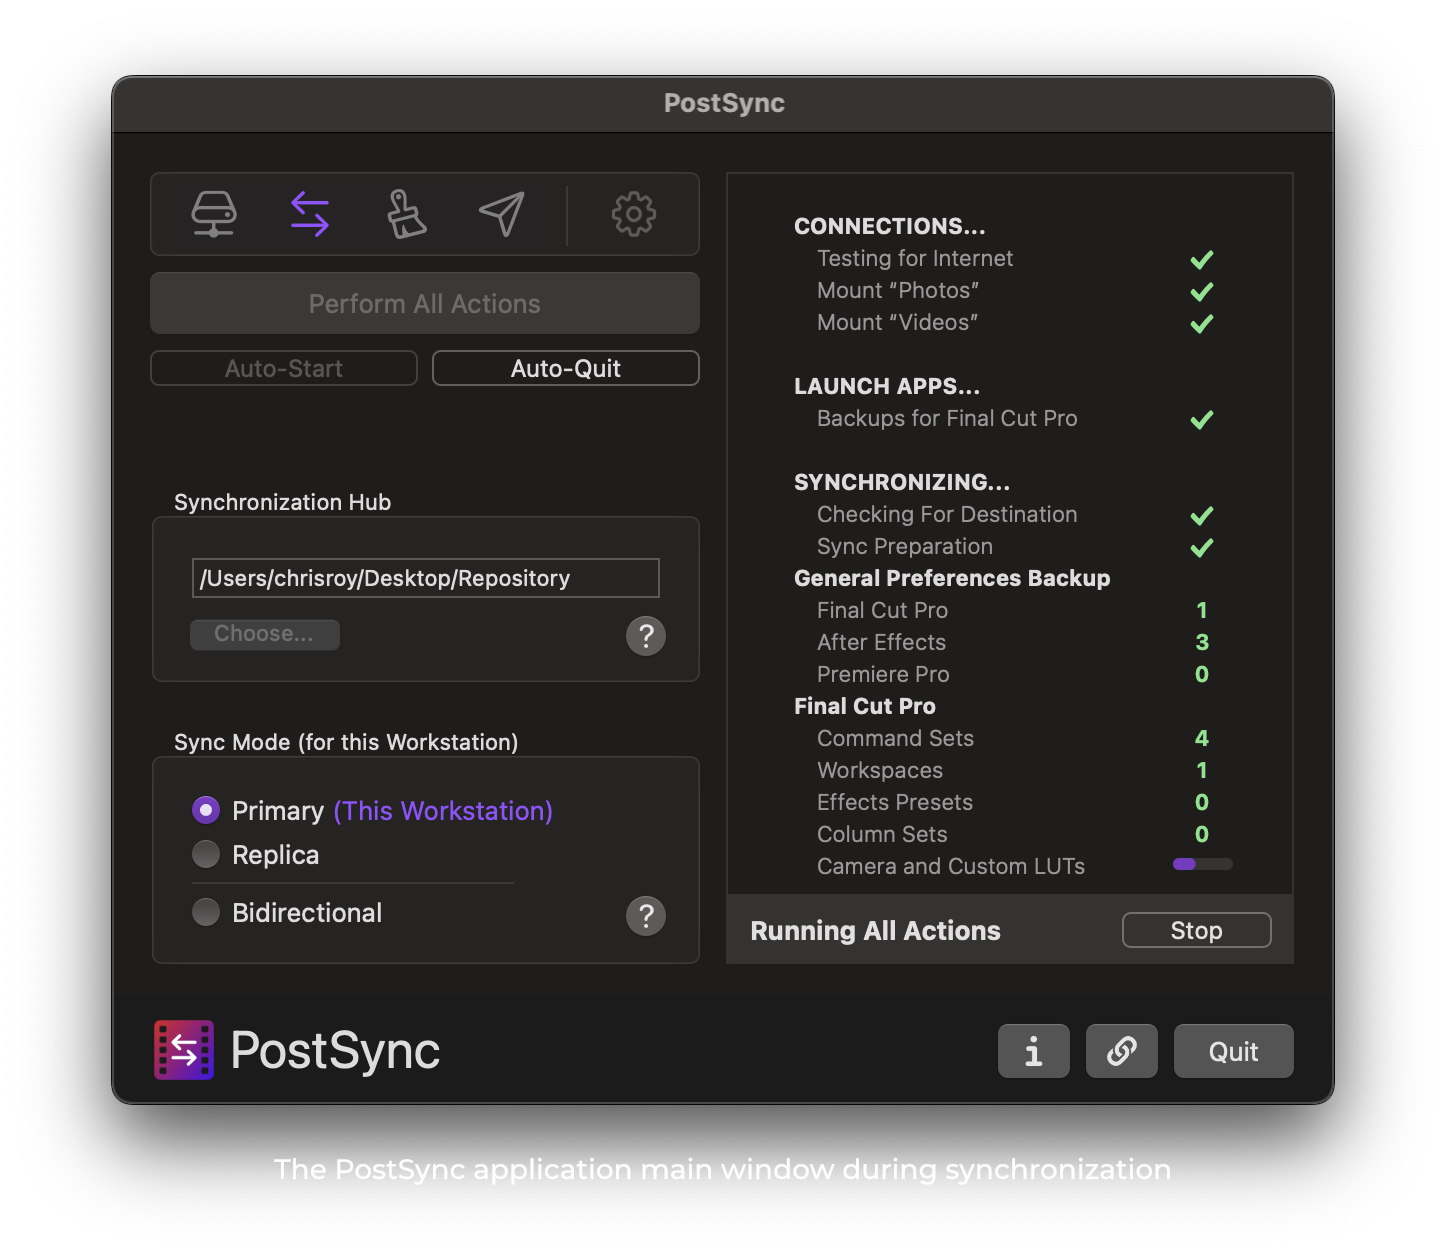 PostSync
Perform All Actions
Auto-Start
Auto-Quit
Synchronization Hub
/Users/chrisroy/Desktop/Repository
Choose...
?
Sync Mode (for this Workstation)
Primary (This Workstation)
Replica
Bidirectional
?
CONNECTIONS...
Testing for Internet
Mount “Photos”
Mount “Videos”
LAUNCH APPS...
Backups for Final Cut Pro
SYNCHRONIZING...
Checking For Destination
Sync Preparation
General Preferences Backup
Final Cut Pro 1
After Effects 3
Premiere Pro 0
Final Cut Pro
Command Sets 4
Workspaces 1
Effects Presets 0
Column Sets 0
Camera and Custom LUTs
Running All Actions
Stop
PostSync
i
Quit
The PostSync application main window during synchronization